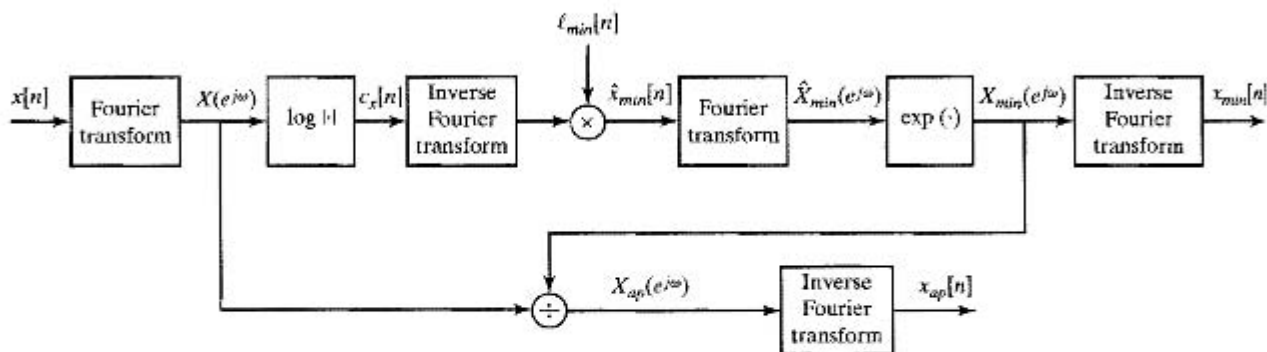 ℓ_min[n]
x[n]
Fourier
transform
X(e^{jω})
log |·|
c_x[n]
Inverse
Fourier
transform
×
x̂_min[n]
Fourier
transform
X̂_min(e^{jω})
exp (·)
X_min(e^{jω})
Inverse
Fourier
transform
x_min[n]
÷
X_ap(e^{jω})
Inverse
Fourier
transform
x_ap[n]